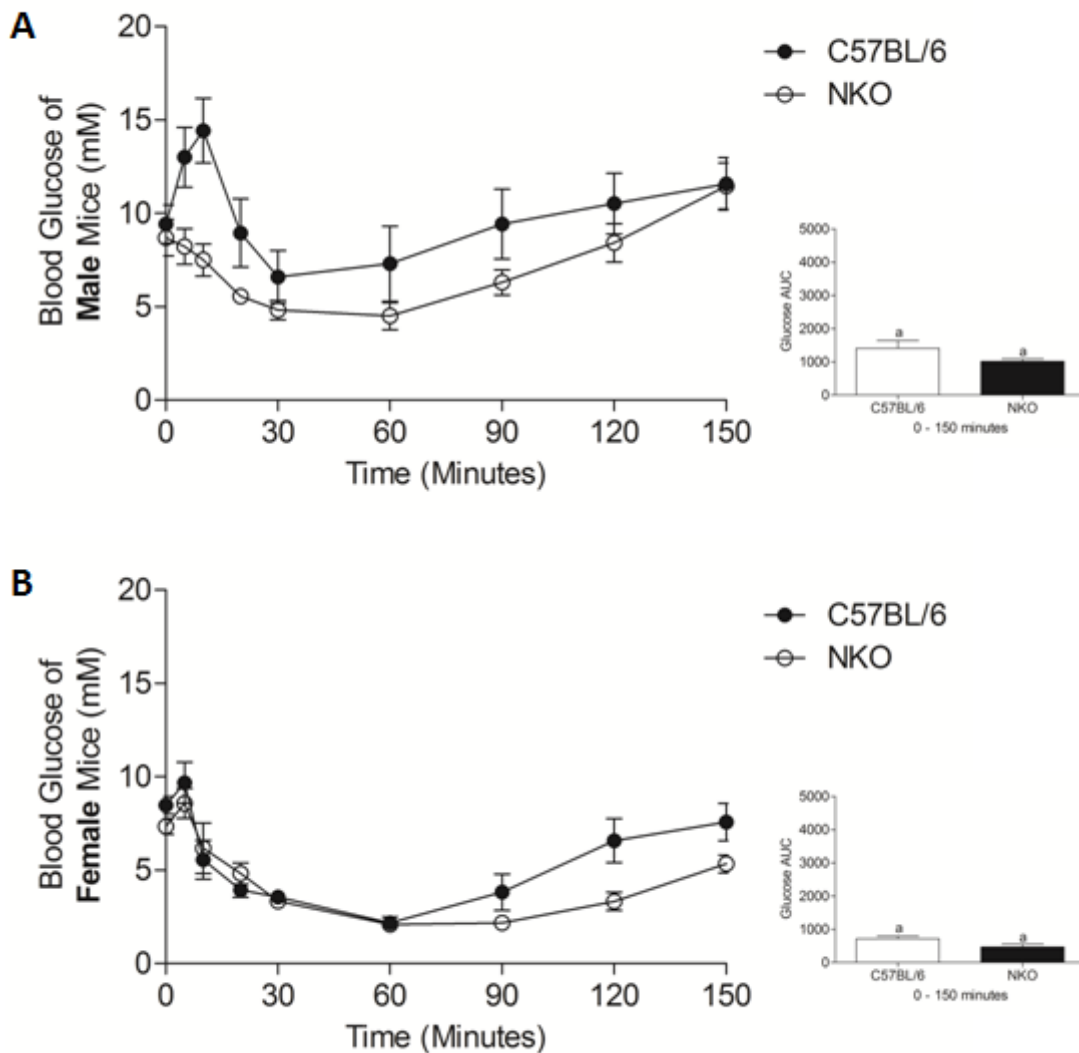 A
20
15
10
5
0
Blood Glucose of
Male Mice (mM)
C57BL/6
NKO
0 30 60 90 120 150
Time (Minutes)
5000
4000
3000
2000
1000
0
Glucose AUC
a a
C57BL/6 NKO
0 - 150 minutes
B
20
15
10
5
0
Blood Glucose of
Female Mice (mM)
C57BL/6
NKO
0 30 60 90 120 150
Time (Minutes)
5000
4000
3000
2000
1000
0
Glucose AUC
a a
C57BL/6 NKO
0 - 150 minutes